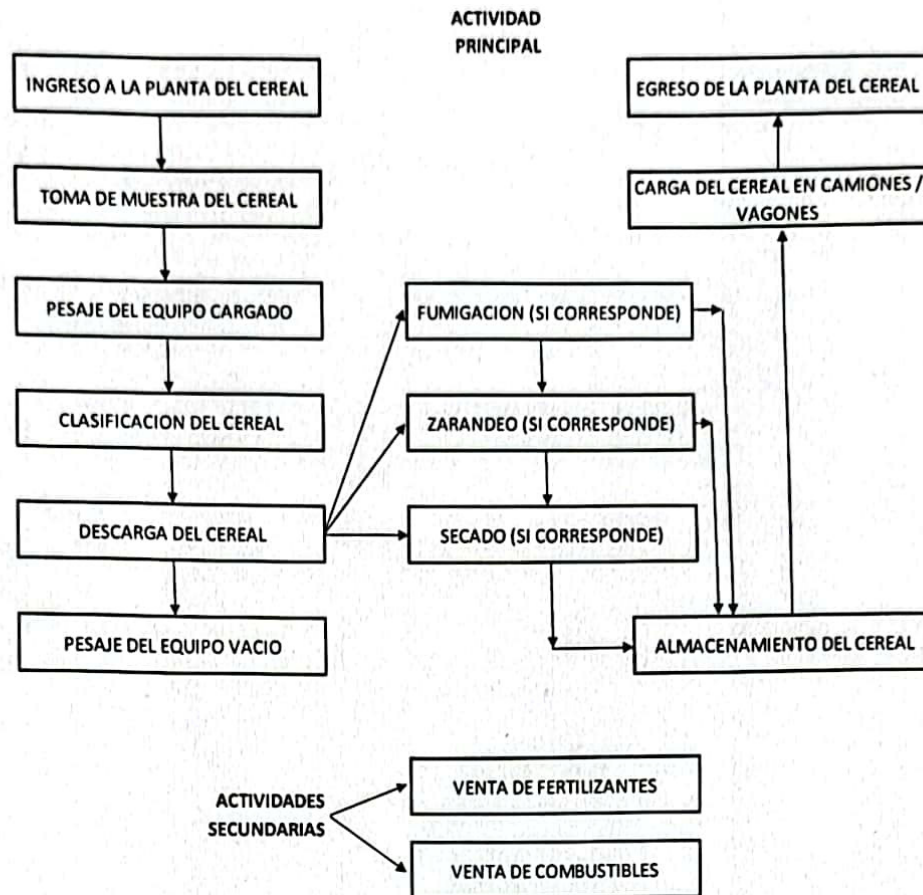 ACTIVIDAD
PRINCIPAL
INGRESO A LA PLANTA DEL CEREAL
TOMA DE MUESTRA DEL CEREAL
PESAJE DEL EQUIPO CARGADO
CLASIFICACION DEL CEREAL
DESCARGA DEL CEREAL
PESAJE DEL EQUIPO VACIO
FUMIGACION (SI CORRESPONDE)
ZARANDEO (SI CORRESPONDE)
SECADO (SI CORRESPONDE)
EGRESO DE LA PLANTA DEL CEREAL
CARGA DEL CEREAL EN CAMIONES /
VAGONES
ALMACENAMIENTO DEL CEREAL
ACTIVIDADES
SECUNDARIAS
VENTA DE FERTILIZANTES
VENTA DE COMBUSTIBLES